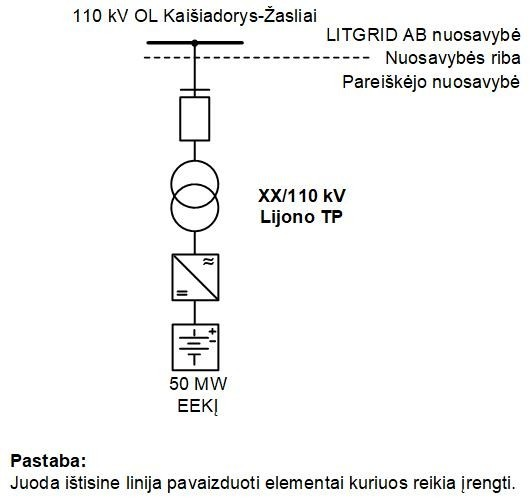 110 kV OL Kaišiadorys-Žasliai
LITGRID AB nuosavybė
Nuosavybės riba
Pareiškėjo nuosavybė
XX/110 kV
Lijono TP
50 MW
EEKĮ
Pastaba:
Juoda ištisine linija pavaizduoti elementai kuriuos reikia įrengti.